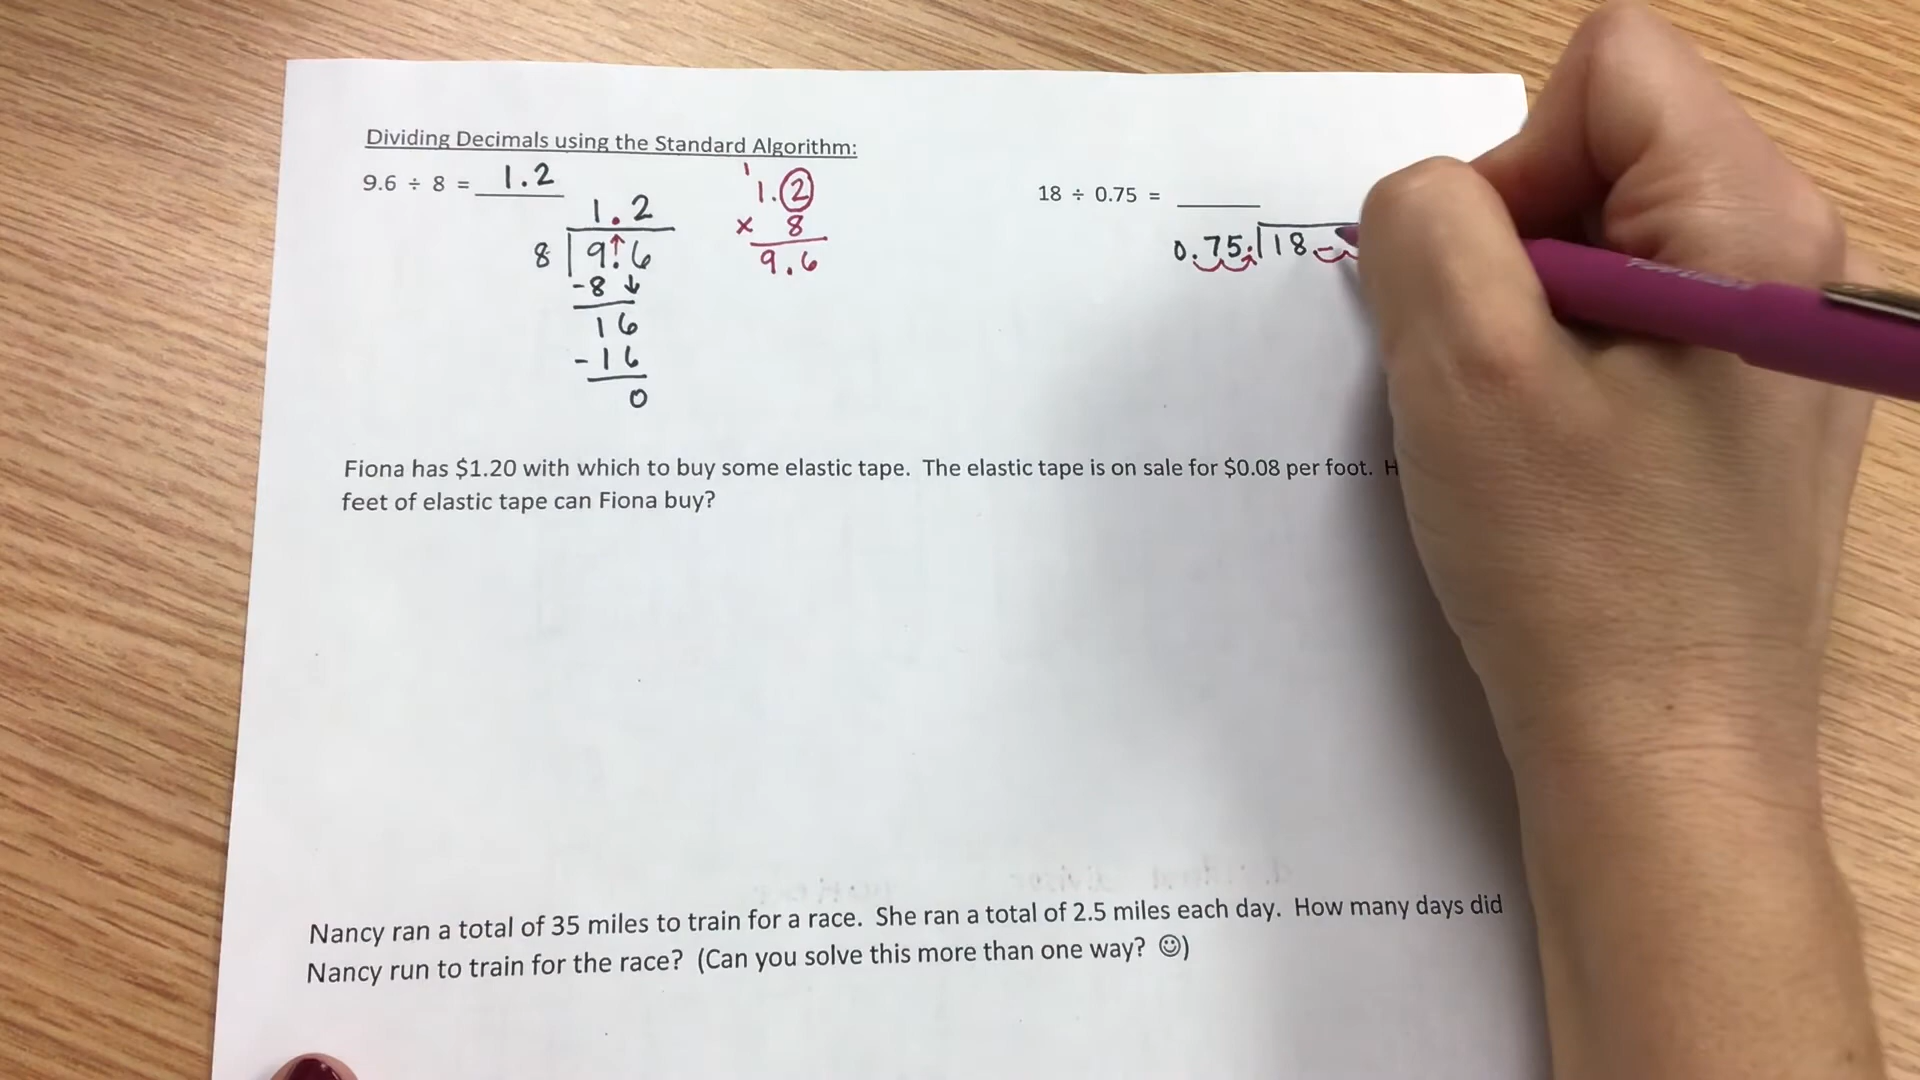 Dividing Decimals using the Standard Algorithm:
9.6 ÷ 8 = 1.2
1.2
8 9.6
-8
16
-16
0
1
1.2
× 8
9.6
18 ÷ 0.75 = ______
0.75. 18.
Fiona has $1.20 with which to buy some elastic tape. The elastic tape is on sale for $0.08 per foot. H
feet of elastic tape can Fiona buy?
Nancy ran a total of 35 miles to train for a race. She ran a total of 2.5 miles each day. How many days did
Nancy run to train for the race? (Can you solve this more than one way? ☺)